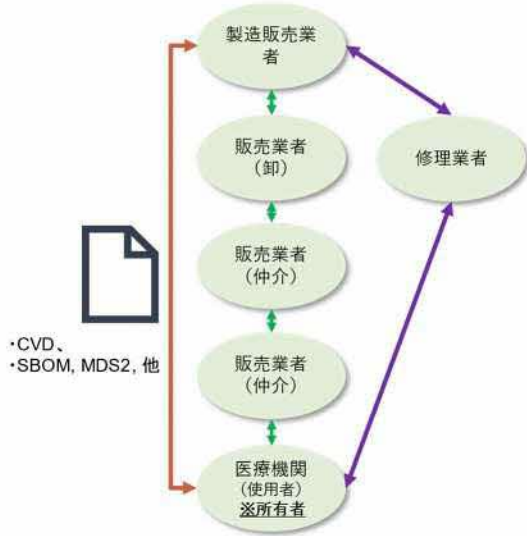 製造販売業
者
販売業者
(卸)
修理業者
販売業者
(仲介)
・CVD、
・SBOM, MDS2, 他
販売業者
(仲介)
医療機関
(使用者)
※所有者